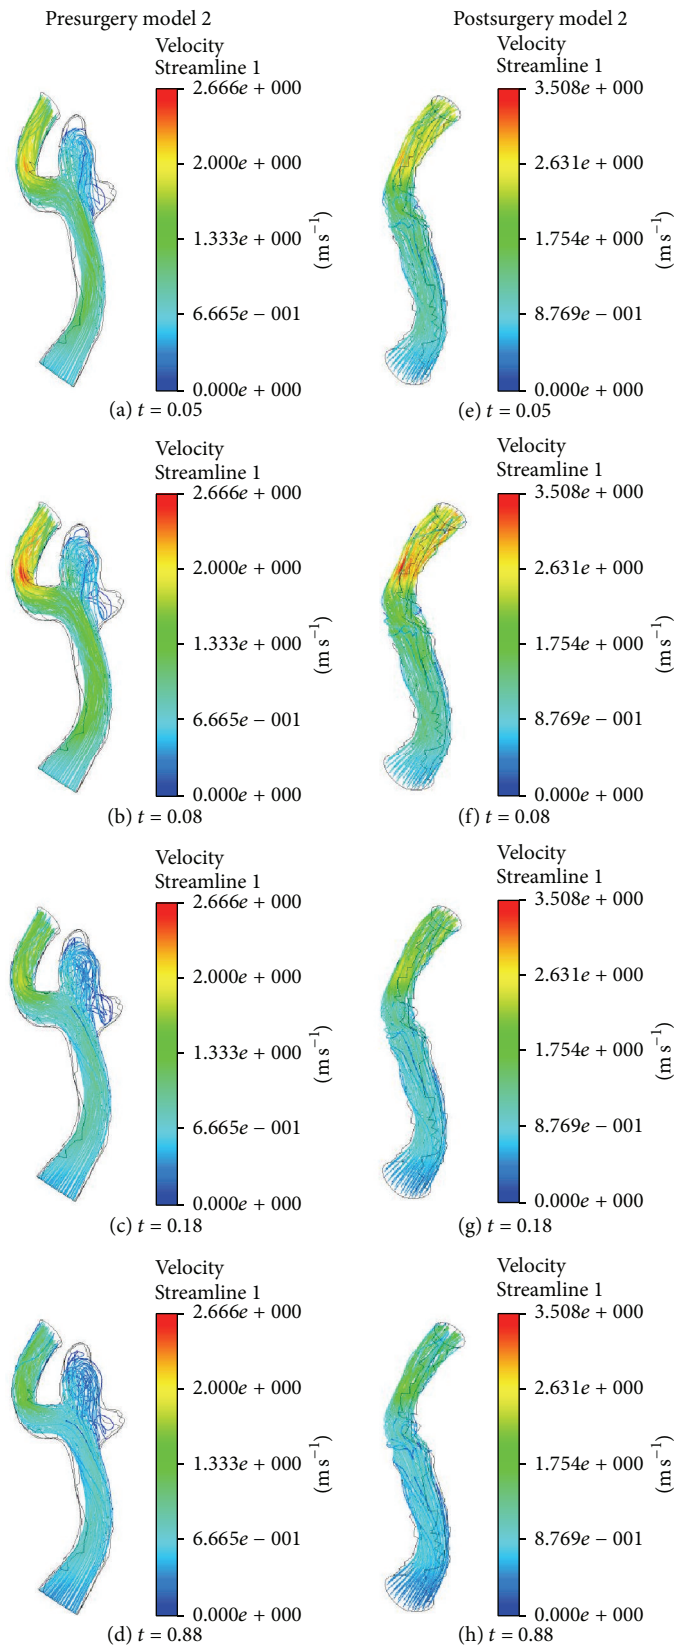 Presurgery model 2
Velocity
Streamline 1
2.666e + 000
2.000e + 000
1.333e + 000
6.665e − 001
0.000e + 000
(m s−1)
(a) t = 0.05
Postsurgery model 2
Velocity
Streamline 1
3.508e + 000
2.631e + 000
1.754e + 000
8.769e − 001
0.000e + 000
(m s−1)
(e) t = 0.05
Velocity
Streamline 1
2.666e + 000
2.000e + 000
1.333e + 000
6.665e − 001
0.000e + 000
(m s−1)
(b) t = 0.08
Velocity
Streamline 1
3.508e + 000
2.631e + 000
1.754e + 000
8.769e − 001
0.000e + 000
(m s−1)
(f) t = 0.08
Velocity
Streamline 1
2.666e + 000
2.000e + 000
1.333e + 000
6.665e − 001
0.000e + 000
(m s−1)
(c) t = 0.18
Velocity
Streamline 1
3.508e + 000
2.631e + 000
1.754e + 000
8.769e − 001
0.000e + 000
(m s−1)
(g) t = 0.18
Velocity
Streamline 1
2.666e + 000
2.000e + 000
1.333e + 000
6.665e − 001
0.000e + 000
(m s−1)
(d) t = 0.88
Velocity
Streamline 1
3.508e + 000
2.631e + 000
1.754e + 000
8.769e − 001
0.000e + 000
(m s−1)
(h) t = 0.88